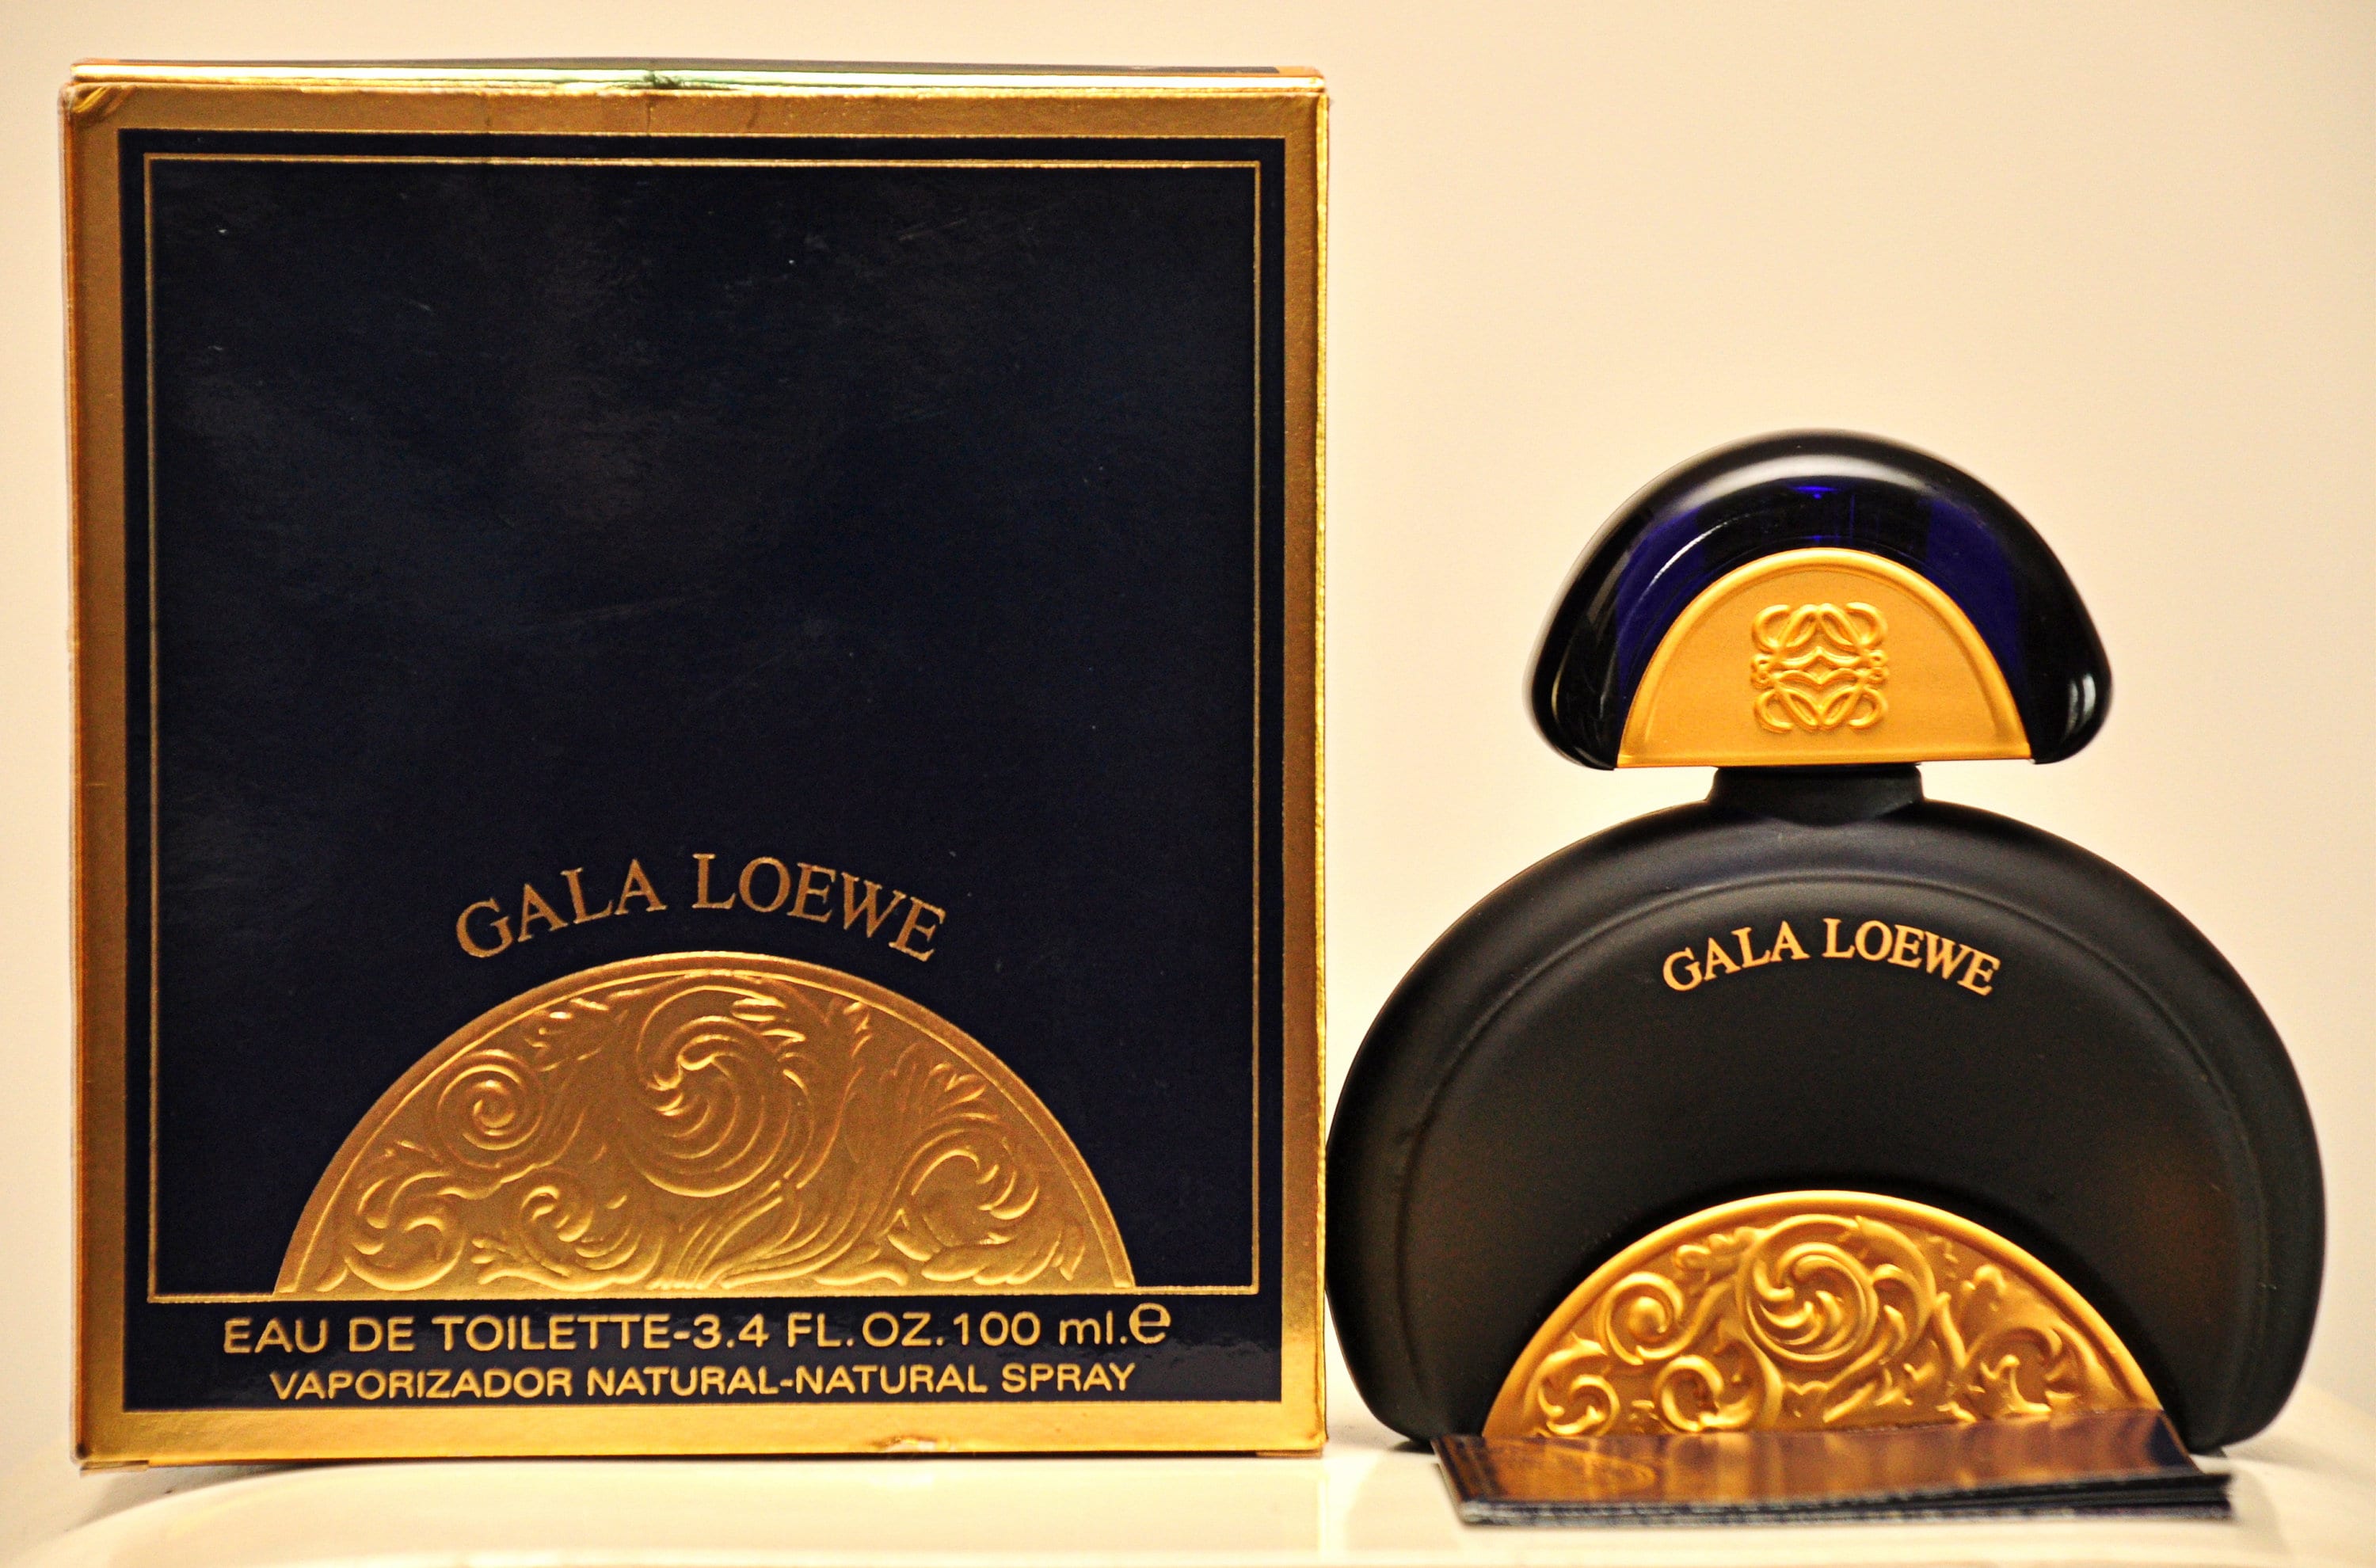 GALA LOEWE
EAU DE TOILETTE-3.4 FL.OZ.100 ml.e
VAPORIZADOR NATURAL-NATURAL SPRAY
GALA LOEWE